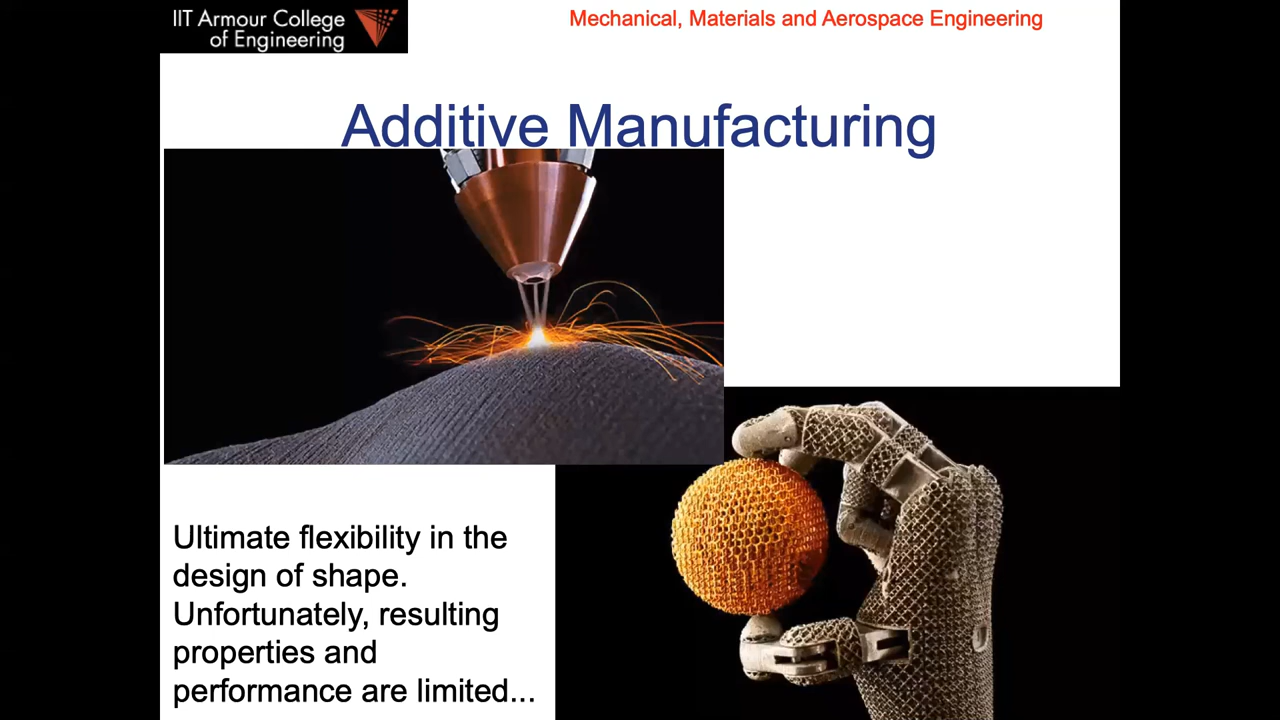 IIT Armour College
of Engineering
Mechanical, Materials and Aerospace Engineering
Additive Manufacturing
Ultimate flexibility in the
design of shape.
Unfortunately, resulting
properties and
performance are limited...